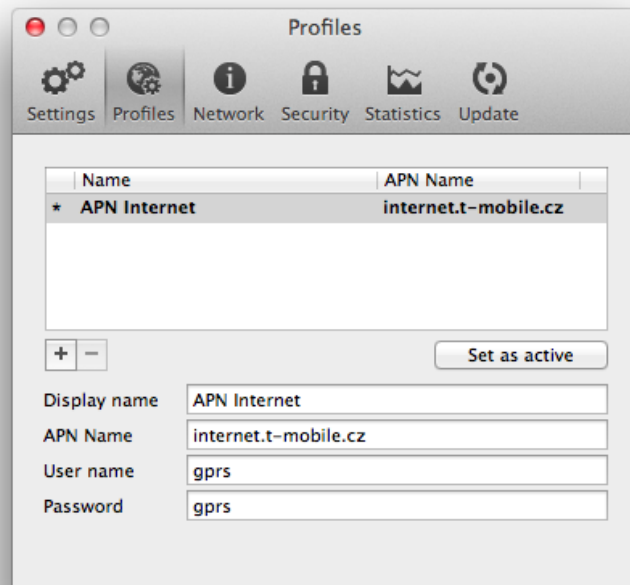 Profiles
Settings Profiles Network Security Statistics Update
Name APN Name
* APN Internet internet.t-mobile.cz
+ − Set as active
Display name APN Internet
APN Name internet.t-mobile.cz
User name gprs
Password gprs